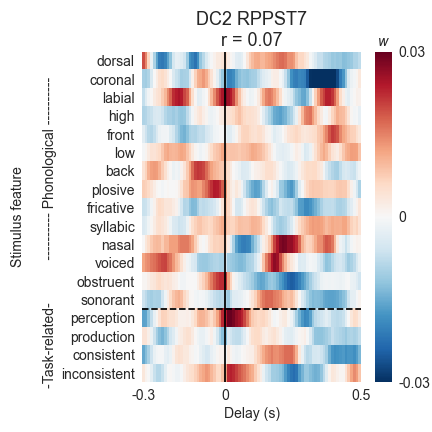 DC2 RPPST7
r = 0.07
w
dorsal
coronal
labial
high
front
low
back
plosive
fricative
syllabic
nasal
voiced
obstruent
sonorant
perception
production
consistent
inconsistent
Stimulus feature
---------- Phonological ----------
-Task-related-
0.03
0
-0.03
-0.3
0
0.5
Delay (s)